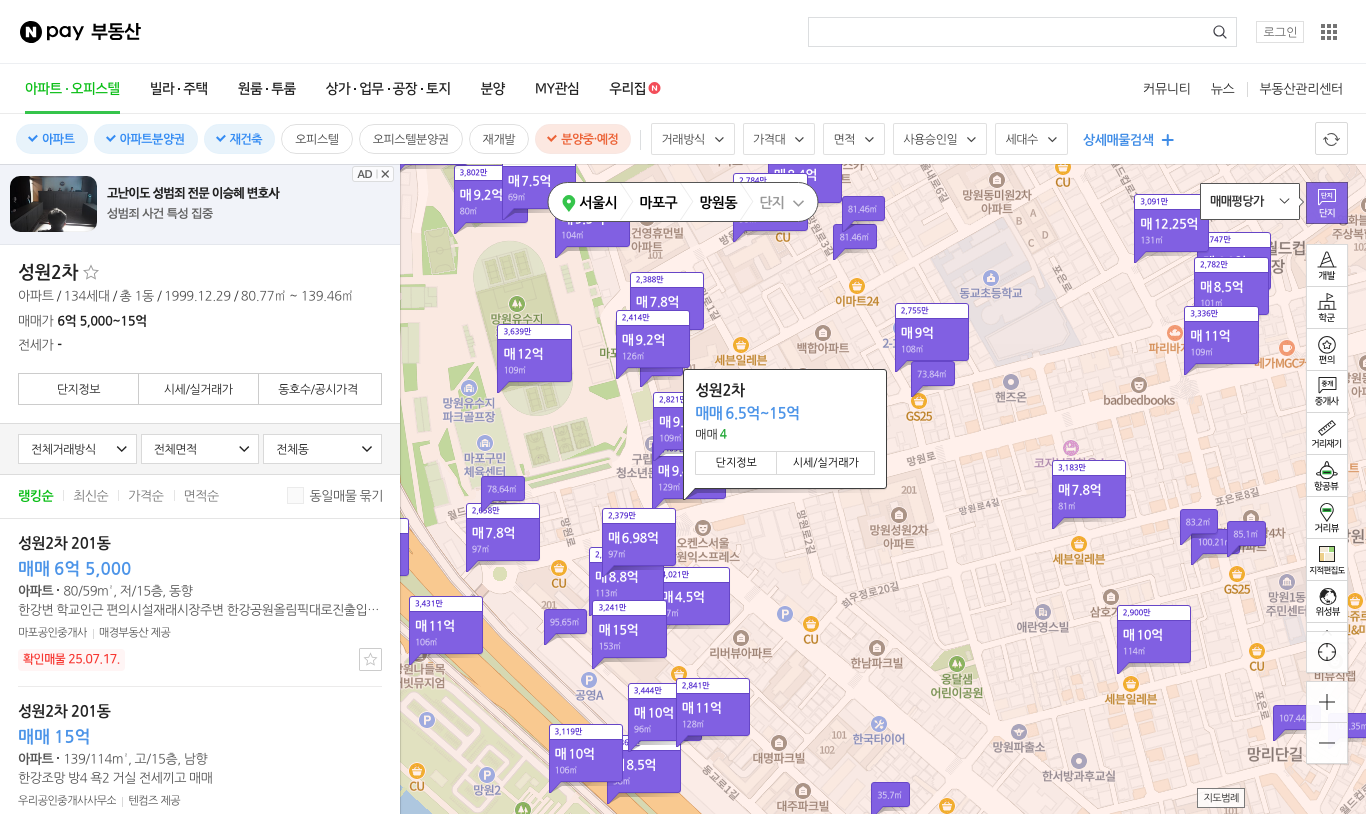 N pay 부동산
로그인
아파트·오피스텔 빌라·주택 원룸·투룸 상가·업무·공장·토지 분양 MY관심 우리집 N
커뮤니티 뉴스 부동산관리센터
아파트 아파트분양권 재건축 오피스텔 오피스텔분양권 재개발 분양중·예정
거래방식 가격대 면적 사용승인일 세대수 상세매물검색
AD
고난이도 성범죄 전문 이승혜 변호사
성범죄 사건 특성 집중
성원2차
아파트 / 134세대 / 총 1동 / 1999.12.29 / 80.77㎡ ~ 139.46㎡
매매가 6억 5,000~15억
전세가 -
단지정보 시세/실거래가 동호수/공시가격
전체거래방식 전체면적 전체동
랭킹순 최신순 가격순 면적순 동일매물 묶기
성원2차 201동
매매 6억 5,000
아파트 · 80/59㎡, 저/15층, 동향
한강변 학교인근 편의시설재래시장주변 한강공원올림픽대로진출입…
마포공인중개사 매경부동산 제공
확인매물 25.07.17.
성원2차 201동
매매 15억
아파트 · 139/114㎡, 고/15층, 남향
한강조망 방4 욕2 거실 전세끼고 매매
우리공인중개사사무소 텐컴즈 제공
서울시 마포구 망원동 단지
매매평당가
단지
단지
개발
학군
편의
중개
중개사
거리재기
항공뷰
거리뷰
지적편집도
위성뷰
지도범례
성원2차
매매 6.5억~15억
매매 4
단지정보 시세/실거래가
3,802만
매9.2억
80㎡
매7.5억
69㎡
104㎡
2,784만
81.46㎡
81.46㎡
3,091만
매12.25억
131㎡
747만
2,782만
매8.5억
101㎡
3,336만
매11억
109㎡
2,388만
매7.8억
2,414만
매9.2억
126㎡
3,639만
매12억
109㎡
2,755만
매9억
108㎡
73.84㎡
2,821만
매9.
109㎡
매9.
129㎡
78.64㎡
매7.8억
97㎡
2,379만
매6.98억
97㎡
매8.8억
113㎡
4,021만
매4.5억
3,241만
매15억
153㎡
95.65㎡
3,431만
매11억
106㎡
3,183만
매7.8억
81㎡
83.2㎡
100.21㎡
85.1㎡
2,900만
매10억
114㎡
3,444만
매10억
96㎡
2,841만
매11억
128㎡
3,119만
매10억
106㎡
8.5억
35.7㎡
107.44
건영휴먼빌
아파트
101
CU
망원동미원2차
아파트
CU
A
B
C
D
포은로
이마트24
동교초등학교
망원유수지
세븐일레븐
백합아파트
망원유수지
파크골프장
마포구민
체육센터
핸즈온
badbedbooks
GS25
망원로
201
망원로4길
망원성원2차
아파트
망원로2길
포은로8길
세븐일레븐
GS25
오켄스서울
CU
201
희우정로20길
P
CU
애란영스빌
리버뷰아파트
한남파크빌
옹달샘
어린이공원
CU
세븐일레븐
공영A
P
한국타이어
망원파출소
망리단길
한서방과후교실
대명파크빌
101
102
동교로1길
대주파크빌
CU
망원2